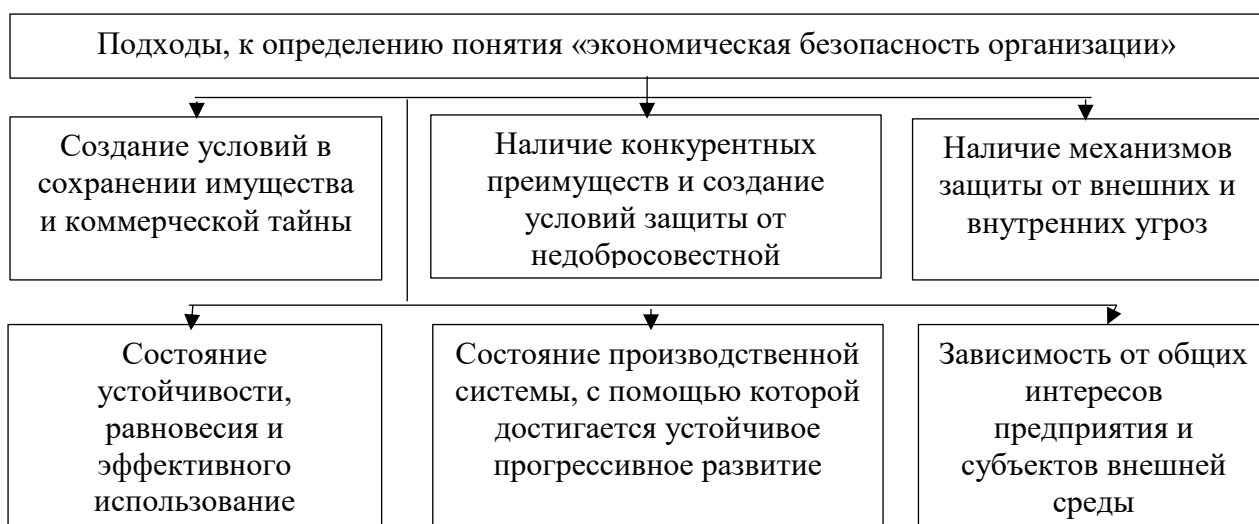 Подходы, к определению понятия «экономическая безопасность организации»
Создание условий в
сохранении имущества
и коммерческой тайны
Наличие конкурентных
преимуществ и создание
условий защиты от
недобросовестной
Наличие механизмов
защиты от внешних и
внутренних угроз
Состояние
устойчивости,
равновесия и
эффективного
использование
Состояние производственной
системы, с помощью которой
достигается устойчивое
прогрессивное развитие
Зависимость от общих
интересов
предприятия и
субъектов внешней
среды